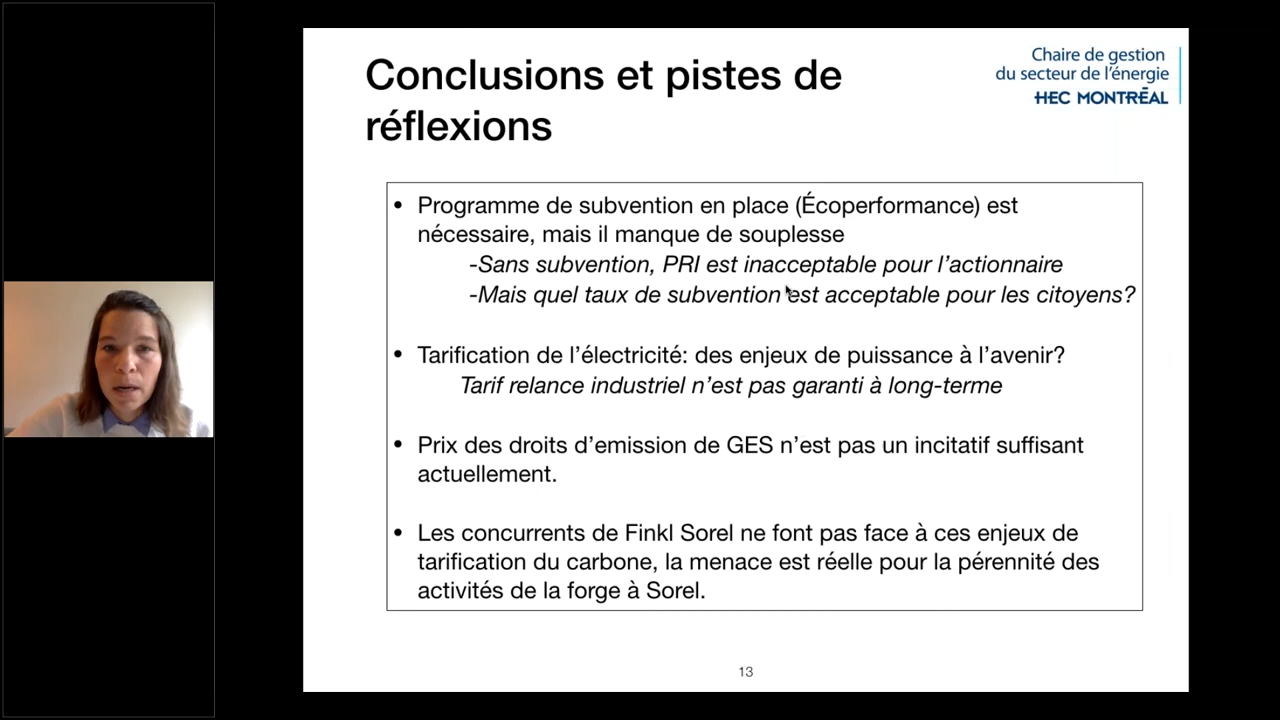 Conclusions et pistes de
réflexions
Chaire de gestion
du secteur de l'énergie
HEC MONTRÉAL
• Programme de subvention en place (Écoperformance) est
nécessaire, mais il manque de souplesse
-Sans subvention, PRI est inacceptable pour l'actionnaire
-Mais quel taux de subvention est acceptable pour les citoyens?
• Tarification de l'électricité: des enjeux de puissance à l'avenir?
Tarif relance industriel n'est pas garanti à long-terme
• Prix des droits d'emission de GES n'est pas un incitatif suffisant
actuellement.
• Les concurrents de Finkl Sorel ne font pas face à ces enjeux de
tarification du carbone, la menace est réelle pour la pérennité des
activités de la forge à Sorel.
13